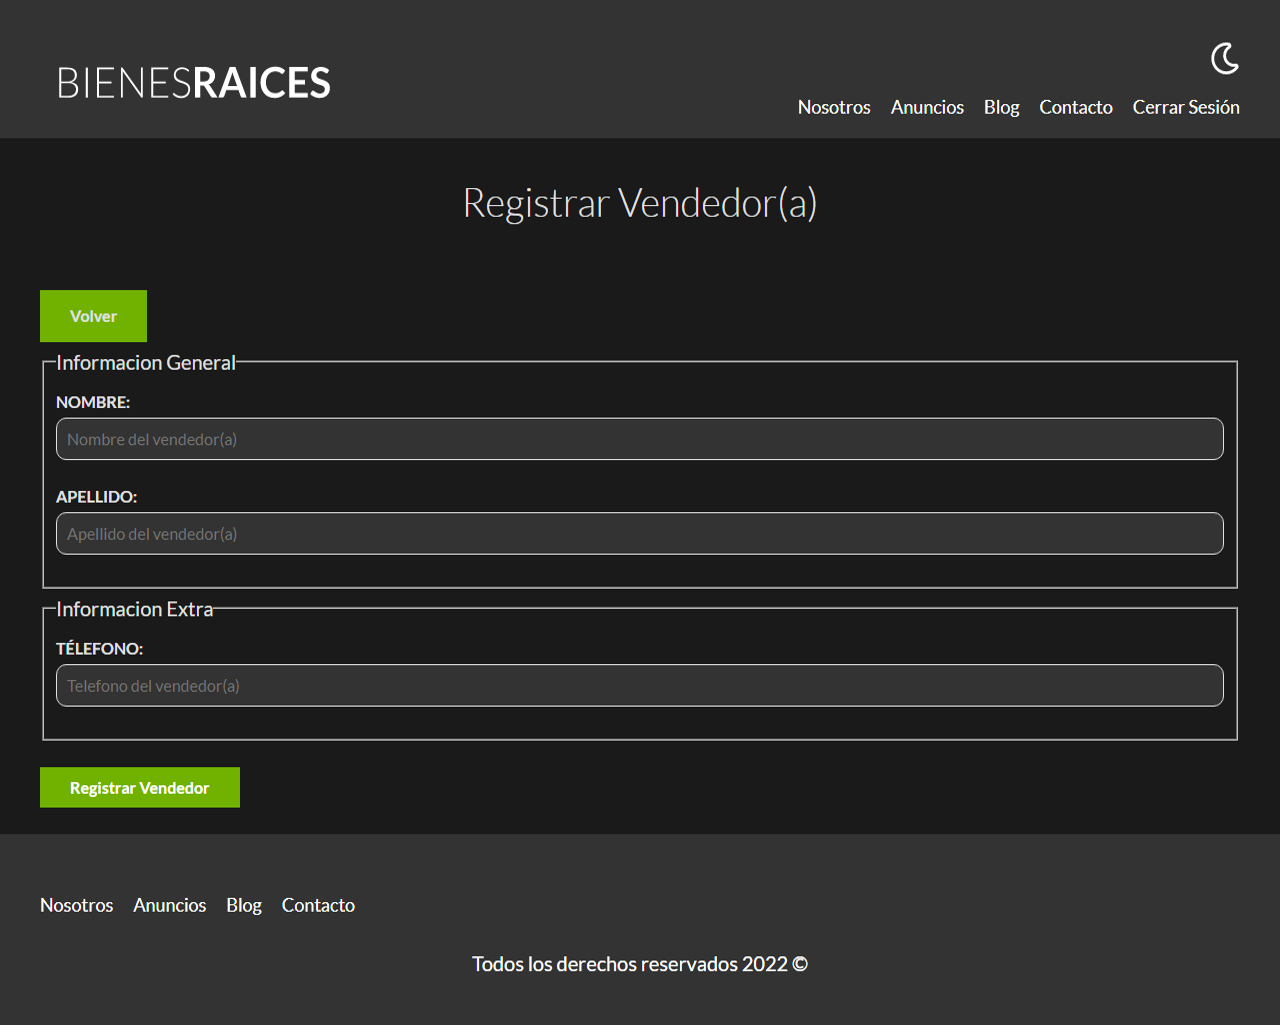 BIENESRAICES
Nosotros Anuncios Blog Contacto Cerrar Sesión
Registrar Vendedor(a)
Volver
Informacion General
NOMBRE:
Nombre del vendedor(a)
APELLIDO:
Apellido del vendedor(a)
Informacion Extra
TÉLEFONO:
Telefono del vendedor(a)
Registrar Vendedor
Nosotros Anuncios Blog Contacto
Todos los derechos reservados 2022 ©